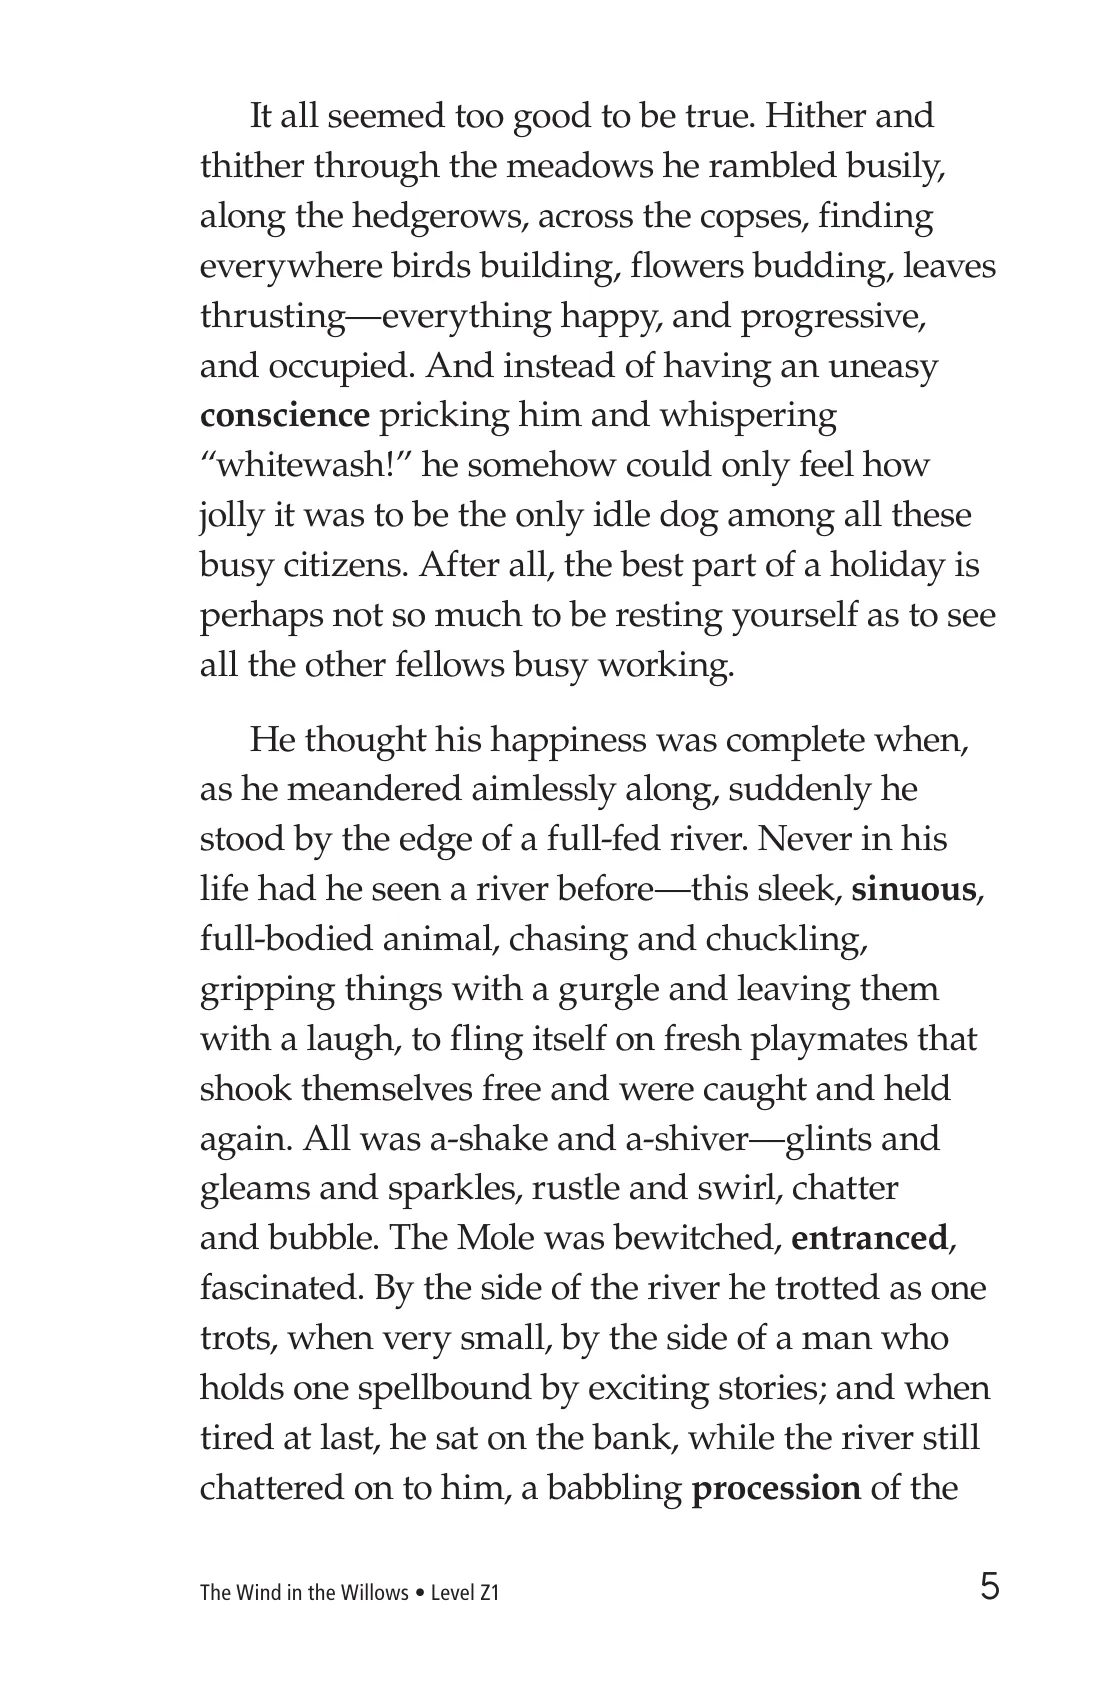 It all seemed too good to be true. Hither and
thither through the meadows he rambled busily,
along the hedgerows, across the copses, finding
everywhere birds building, flowers budding, leaves
thrusting—everything happy, and progressive,
and occupied. And instead of having an uneasy
conscience pricking him and whispering
“whitewash!” he somehow could only feel how
jolly it was to be the only idle dog among all these
busy citizens. After all, the best part of a holiday is
perhaps not so much to be resting yourself as to see
all the other fellows busy working.
He thought his happiness was complete when,
as he meandered aimlessly along, suddenly he
stood by the edge of a full-fed river. Never in his
life had he seen a river before—this sleek, sinuous,
full-bodied animal, chasing and chuckling,
gripping things with a gurgle and leaving them
with a laugh, to fling itself on fresh playmates that
shook themselves free and were caught and held
again. All was a-shake and a-shiver—glints and
gleams and sparkles, rustle and swirl, chatter
and bubble. The Mole was bewitched, entranced,
fascinated. By the side of the river he trotted as one
trots, when very small, by the side of a man who
holds one spellbound by exciting stories; and when
tired at last, he sat on the bank, while the river still
chattered on to him, a babbling procession of the
The Wind in the Willows • Level Z1
5